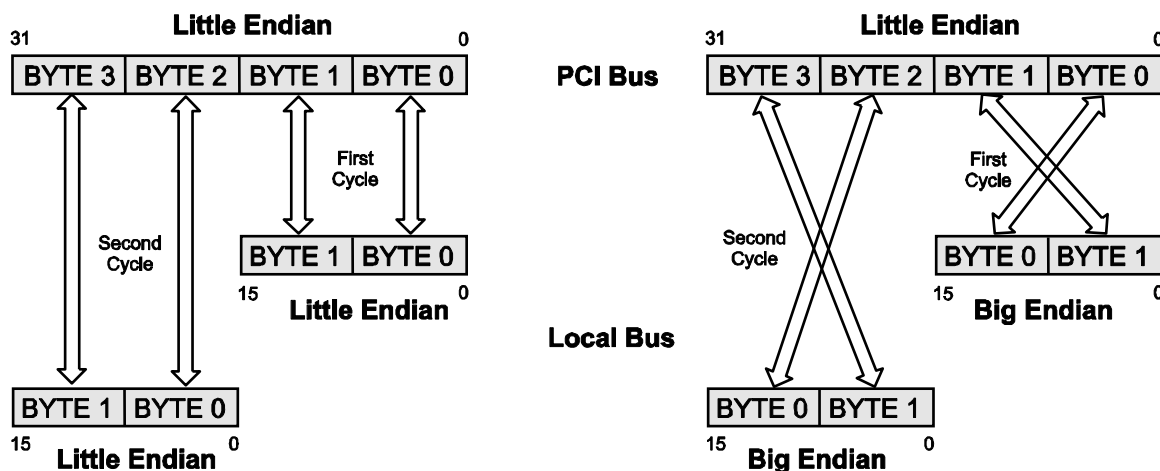 Little Endian
31 0
BYTE 3 BYTE 2 BYTE 1 BYTE 0
First
Cycle
Second
Cycle
BYTE 1 BYTE 0
15 0
Little Endian
BYTE 1 BYTE 0
15 0
Little Endian
PCI Bus
Local Bus
Little Endian
31 0
BYTE 3 BYTE 2 BYTE 1 BYTE 0
First
Cycle
Second
Cycle
BYTE 0 BYTE 1
15 0
Big Endian
BYTE 0 BYTE 1
15 0
Big Endian